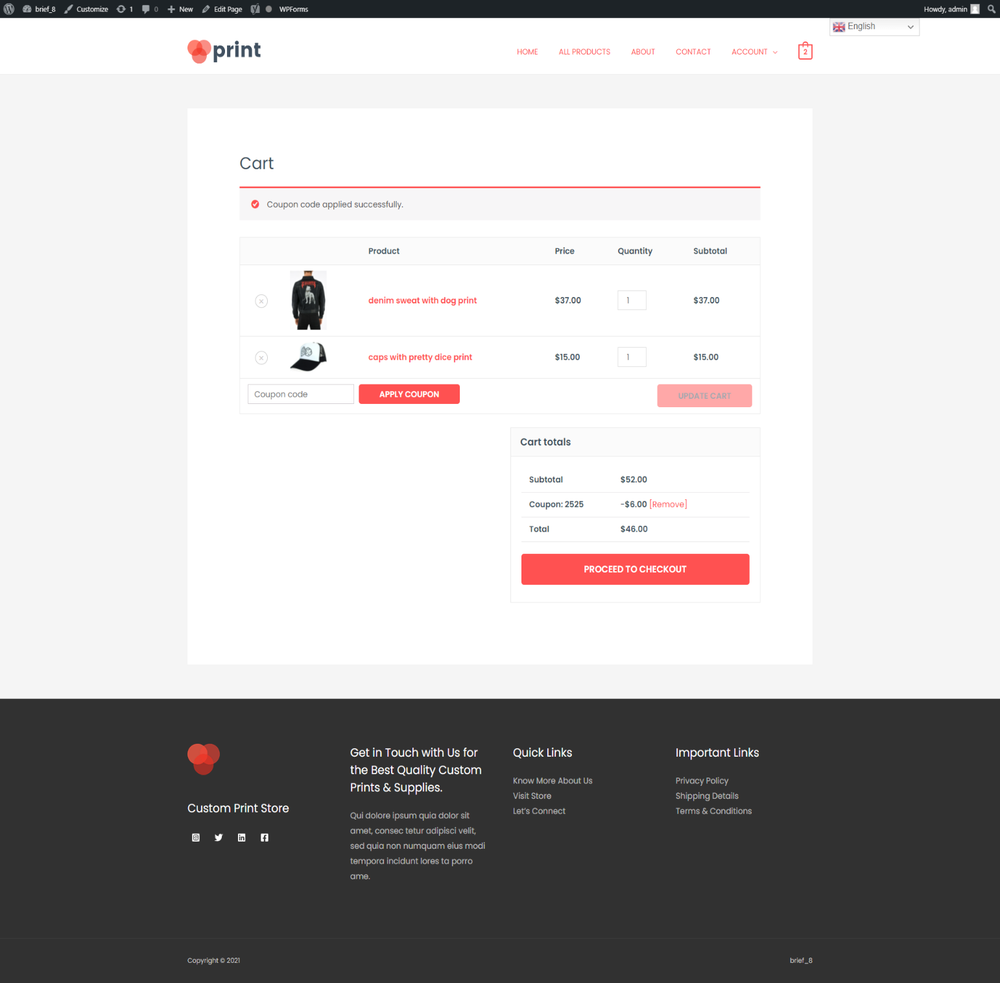 brief_8 Customize 1 0 New Edit Page WPForms Howdy, admin
English
print HOME ALL PRODUCTS ABOUT CONTACT ACCOUNT 2
Cart
Coupon code applied successfully.
Product Price Quantity Subtotal
denim sweat with dog print $37.00 1 $37.00
caps with pretty dice print $15.00 1 $15.00
Coupon code APPLY COUPON UPDATE CART
Cart totals
Subtotal $52.00
Coupon: 2525 -$6.00 [Remove]
Total $46.00
PROCEED TO CHECKOUT
Custom Print Store
Get in Touch with Us for
the Best Quality Custom
Prints & Supplies.
Qui dolore ipsum quia dolor sit
amet, consec tetur adipisci velit,
sed quia non numquam eius modi
tempora incidunt lores ta porro
ame.
Quick Links
Know More About Us
Visit Store
Let's Connect
Important Links
Privacy Policy
Shipping Details
Terms & Conditions
Copyright © 2021
brief_8